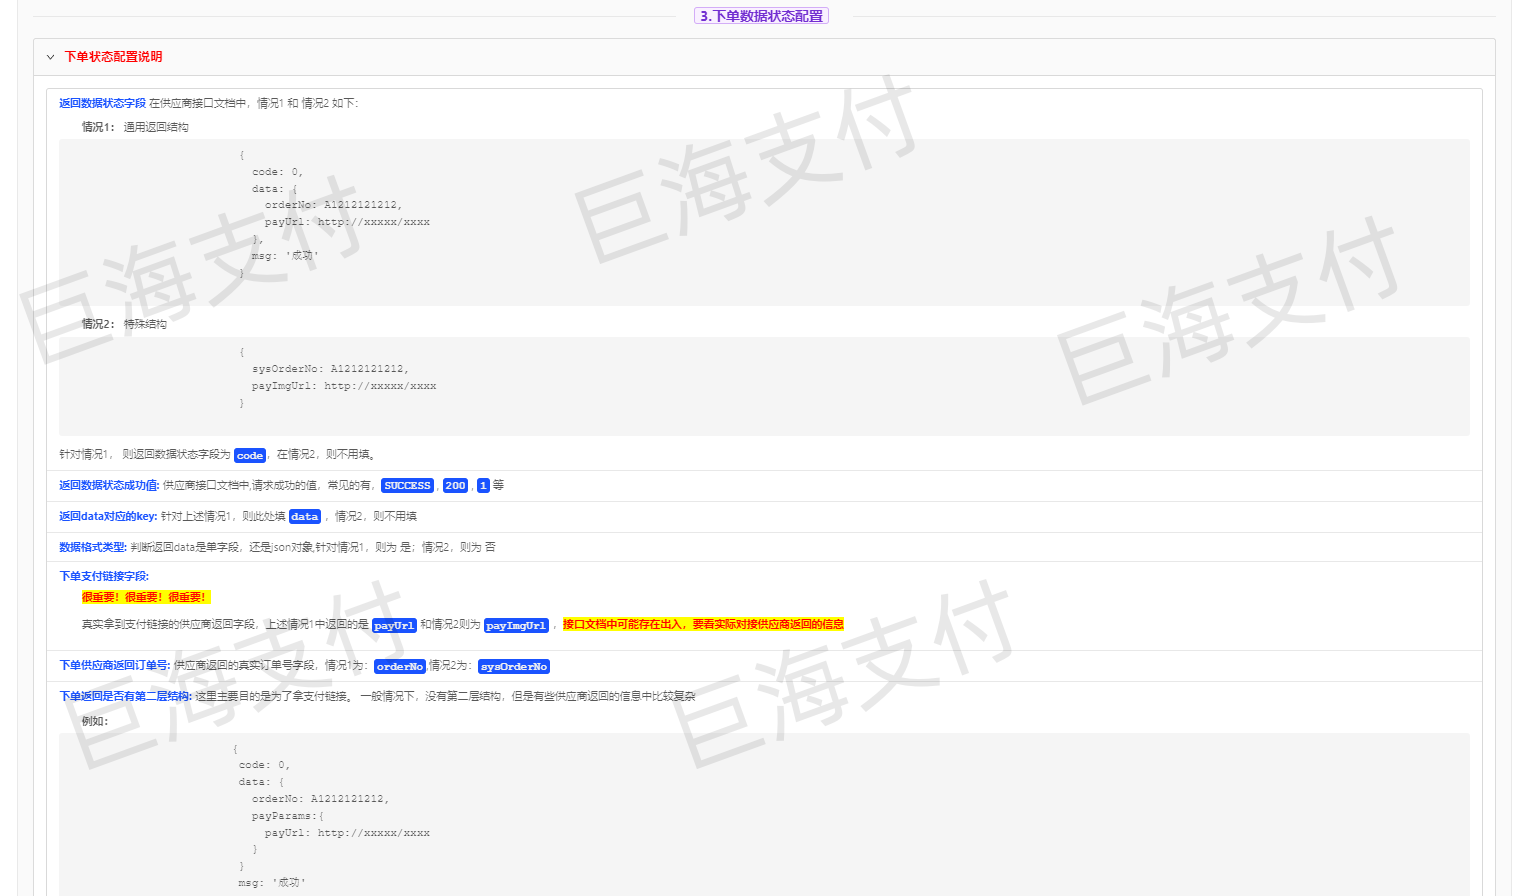 3.下单数据状态配置
下单状态配置说明
返回数据状态字段 在供应商接口文档中，情况1 和 情况2 如下：
情况1： 通用返回结构
{
code: 0,
data: {
orderNo: A1212121212,
payUrl: http://xxxxx/xxxx
},
msg: '成功'
}
情况2： 特殊结构
{
sysOrderNo: A1212121212,
payImgUrl: http://xxxxx/xxxx
}
针对情况1， 则返回数据状态字段为 code，在情况2，则不用填。
返回数据状态成功值: 供应商接口文档中,请求成功的值，常见的有，SUCCESS , 200 , 1 等
返回data对应的key: 针对上述情况1，则此处填 data ，情况2，则不用填
数据格式类型: 判断返回data是单字段，还是json对象,针对情况1，则为 是；情况2，则为 否
下单支付链接字段:
很重要！很重要！很重要！
真实拿到支付链接的供应商返回字段，上述情况1中返回的是 payUrl 和情况2则为 payImgUrl ，接口文档中可能存在出入，要看实际对接供应商返回的信息
下单供应商返回订单号: 供应商返回的真实订单号字段，情况1为：orderNo,情况2为：sysOrderNo
下单返回是否有第二层结构: 这里主要目的是为了拿支付链接。 一般情况下，没有第二层结构，但是有些供应商返回的信息中比较复杂
例如：
{
code: 0,
data: {
orderNo: A1212121212,
payParams:{
payUrl: http://xxxxx/xxxx
}
}
msg: '成功'
巨海支付
巨海支付
巨海支付
巨海支付
巨海支付